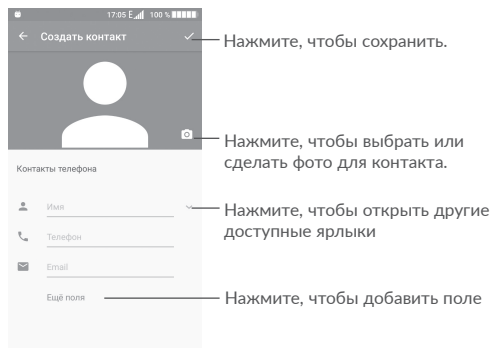 17:05 E 100 %
Создать контакт
Нажмите, чтобы сохранить.
Нажмите, чтобы выбрать или
сделать фото для контакта.
Контакты телефона
Имя
Нажмите, чтобы открыть другие
доступные ярлыки
Телефон
Email
Ещё поля
Нажмите, чтобы добавить поле